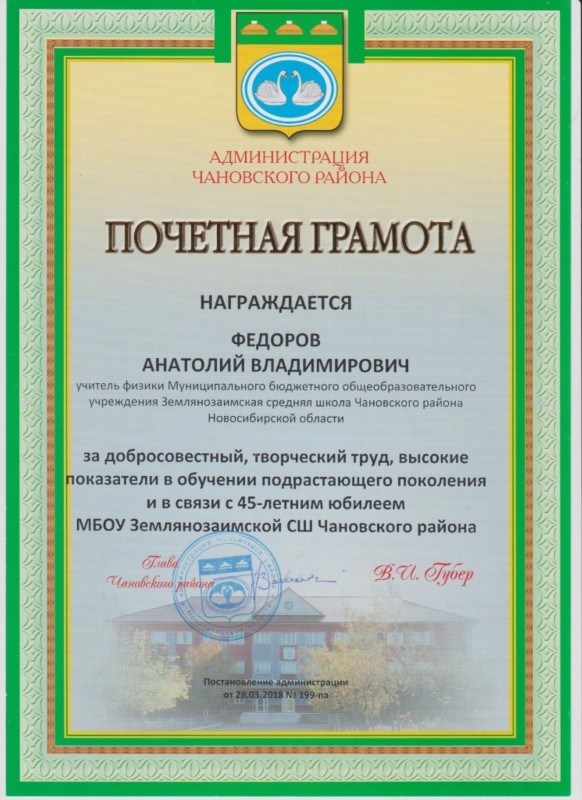 АДМИНИСТРАЦИЯ
ЧАНОВСКОГО РАЙОНА
ПОЧЕТНАЯ ГРАМОТА
НАГРАЖДАЕТСЯ
ФЕДОРОВ
АНАТОЛИЙ ВЛАДИМИРОВИЧ
учитель физики Муниципального бюджетного общеобразовательного
учреждения Землянозаимская средняя школа Чановского района
Новосибирской области
за добросовестный, творческий труд, высокие
показатели в обучении подрастающего поколения
и в связи с 45-летним юбилеем
МБОУ Землянозаимской СШ Чановского района
Глава
Чановского района
В.И. Губер
Постановление администрации
от 28.03.2018 № 199-па